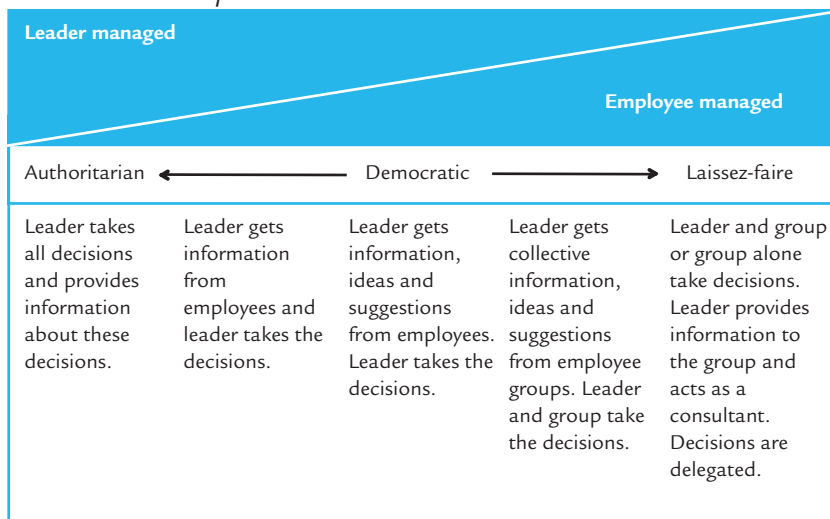 Leader managed
Employee managed
Authoritarian
Democratic
Laissez-faire
Leader takes
all decisions
and provides
information
about these
decisions.
Leader gets
information
from
employees and
leader takes the
decisions.
Leader gets
information,
ideas and
suggestions
from employees.
Leader takes the
decisions.
Leader gets
collective
information,
ideas and
suggestions
from employee
groups. Leader
and group take
the decisions.
Leader and group
or group alone
take decisions.
Leader provides
information to
the group and
acts as a
consultant.
Decisions are
delegated.